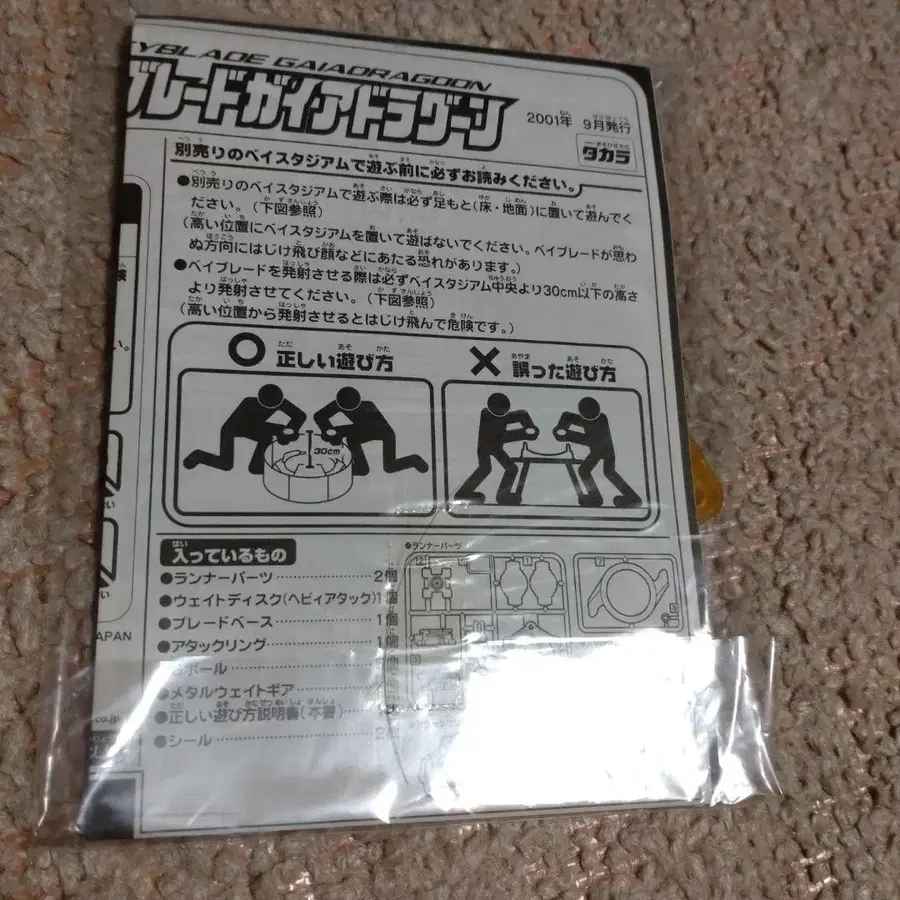 YBLADE GAIADRAGOON
ブレードガイアドラグーン
2001年 9月発行
タカラ
別売りのベイスタジアムで遊ぶ前に必ずお読みください。
●別売りのベイスタジアムで遊ぶ際は必ず足もと(床・地面)に置いて遊んでく
ださい。(下図参照)
(高い位置にベイスタジアムを置いて遊ばないでください。ベイブレードが思わ
ぬ方向にはじけ飛び顔などにあたる恐れがあります。)
●ベイブレードを発射させる際は必ずベイスタジアム中央より30cm以下の高さ
より発射させてください。(下図参照)
(高い位置から発射させるとはじけ飛んで危険です。)
○ 正しい遊び方
× 誤った遊び方
30cm
入っているもの
●ランナーパーツ
●ランナーパーツ……2個
●ウェイトディスク(ヘビィアタック)1個
●ブレードベース……1個
●アタックリング……1個
ボール
●メタルウェイトギア
●正しい遊び方説明書(本書)
●シール……2
APAN